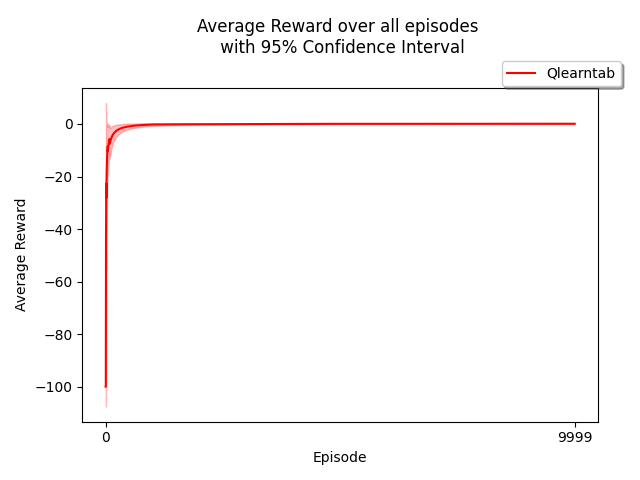 Average Reward over all episodes
with 95% Confidence Interval
Qlearntab
0
−20
−40
−60
−80
−100
Average Reward
0
9999
Episode